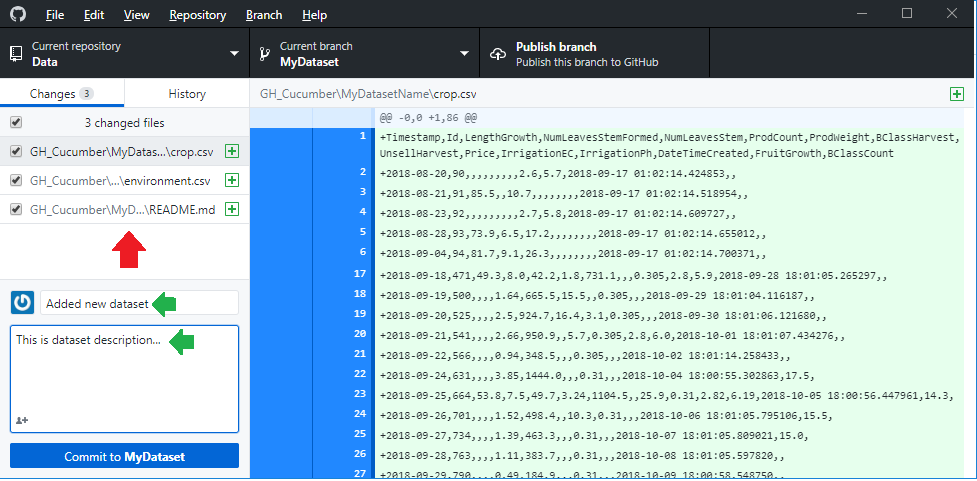 File Edit View Repository Branch Help
Current repository
Data
Current branch
MyDataset
Publish branch
Publish this branch to GitHub
Changes 3 History
3 changed files
GH_Cucumber\MyDatas...\crop.csv
GH_Cucumber\...\environment.csv
GH_Cucumber\MyD...\README.md
Added new dataset
This is dataset description...
Commit to MyDataset
GH_Cucumber\MyDatasetName\crop.csv
@@ -0,0 +1,86 @@
1 +Timestamp,Id,LengthGrowth,NumLeavesStemFormed,NumLeavesStem,ProdCount,ProdWeight,BClassHarvest,
UnsellHarvest,Price,IrrigationEC,IrrigationPh,DateTimeCreated,FruitGrowth,BClassCount
2 +2018-08-20,90,,,,,,,,,2.6,5.7,2018-09-17 01:02:14.424853,,
3 +2018-08-21,91,85.5,,10.7,,,,,,,,2018-09-17 01:02:14.518954,,
4 +2018-08-23,92,,,,,,,,,2.7,5.8,2018-09-17 01:02:14.609727,,
5 +2018-08-28,93,73.9,6.5,17.2,,,,,,,,2018-09-17 01:02:14.655012,,
6 +2018-09-04,94,81.7,9.1,26.3,,,,,,,,2018-09-17 01:02:14.700371,,
17 +2018-09-18,471,49.3,8.0,42.2,1.8,731.1,,,0.305,2.8,5.9,2018-09-28 18:01:05.265297,,
18 +2018-09-19,500,,,,1.64,665.5,15.5,,0.305,,,2018-09-29 18:01:04.116187,,
19 +2018-09-20,525,,,,2.5,924.7,16.4,3.1,0.305,,,2018-09-30 18:01:06.121680,,
20 +2018-09-21,541,,,,2.66,950.9,,5.7,0.305,2.8,6.0,2018-10-01 18:01:07.434276,,
21 +2018-09-22,566,,,,0.94,348.5,,,0.305,,,2018-10-02 18:01:14.258433,,
22 +2018-09-24,631,,,,3.85,1444.0,,,0.31,,,2018-10-04 18:00:55.302863,17.5,
23 +2018-09-25,664,53.8,7.5,49.7,3.24,1104.5,,25.9,0.31,2.82,6.19,2018-10-05 18:00:56.447961,14.3,
24 +2018-09-26,701,,,,1.52,498.4,,10.3,0.31,,,2018-10-06 18:01:05.795106,15.5,
25 +2018-09-27,734,,,,1.39,463.3,,,0.31,,,2018-10-07 18:01:05.809021,15.0,
26 +2018-09-28,763,,,,1.11,383.7,,,0.31,,,2018-10-08 18:01:05.597820,,
27 +2018-09-29,790,,,,0.49,184.9,,,0.31,,,2018-10-09 18:00:58.548750,,